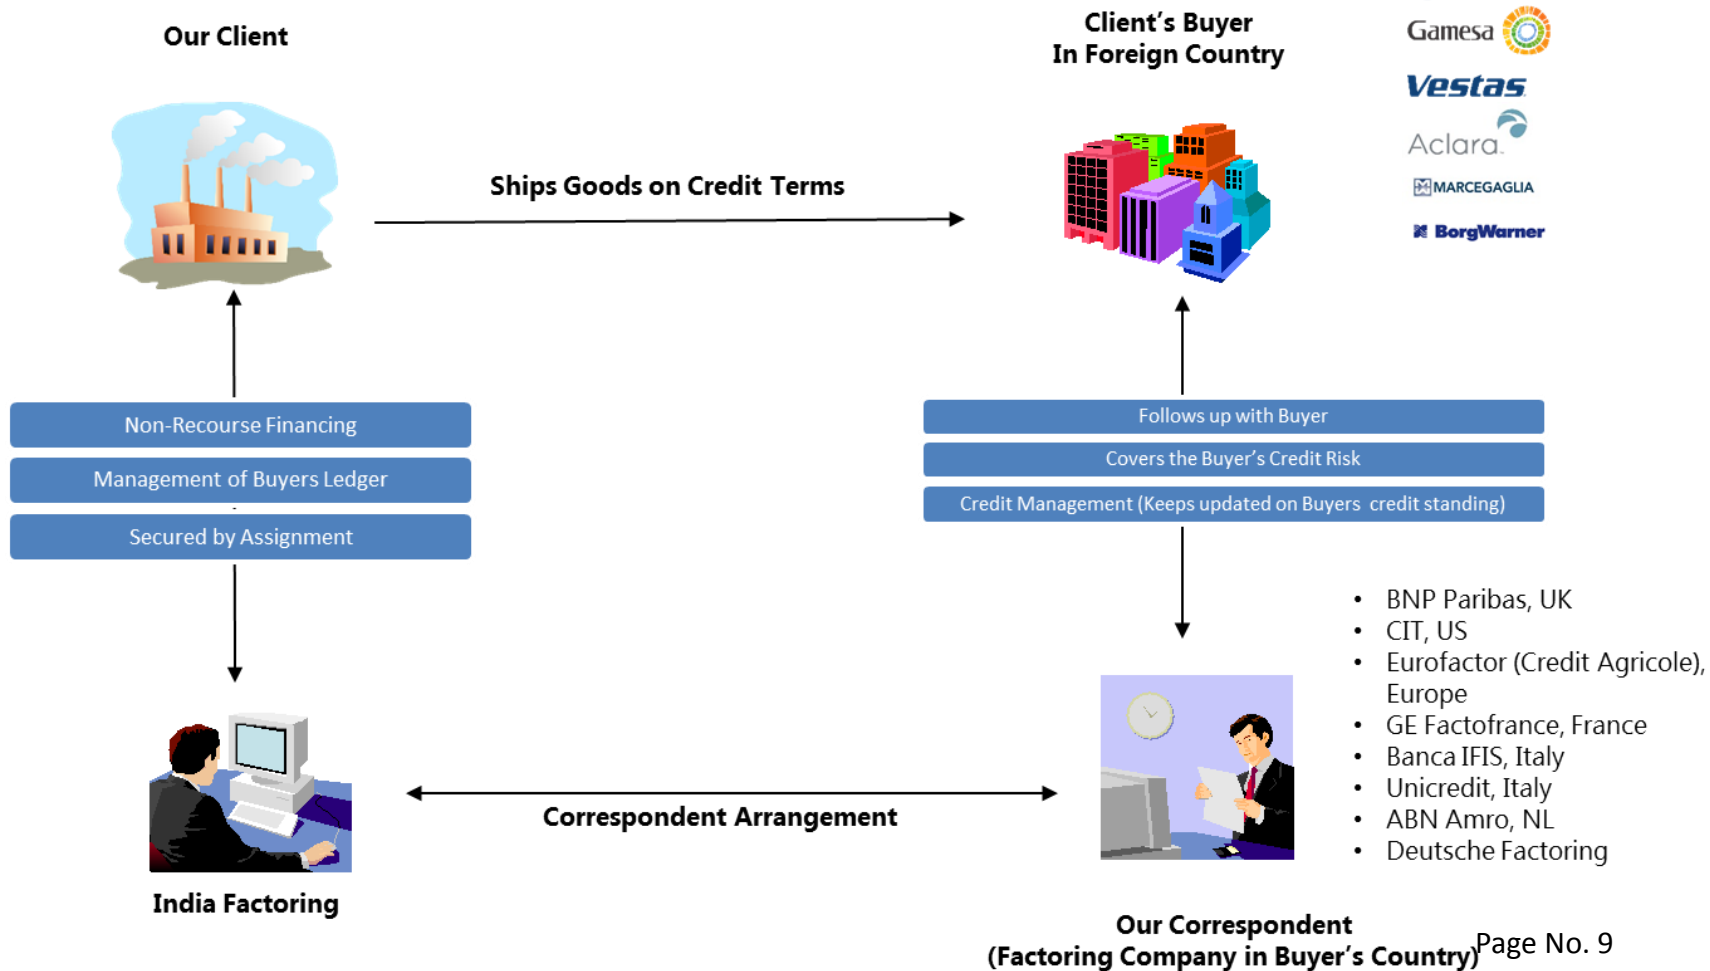 Our Client
Client's Buyer
In Foreign Country
Gamesa
Vestas
Aclara
MARCEGAGLIA
BorgWarner
Ships Goods on Credit Terms
Non-Recourse Financing
Management of Buyers Ledger
Secured by Assignment
Follows up with Buyer
Covers the Buyer's Credit Risk
Credit Management (Keeps updated on Buyers  credit standing)
• BNP Paribas, UK
• CIT, US
• Eurofactor (Credit Agricole),
Europe
• GE Factofrance, France
• Banca IFIS, Italy
• Unicredit, Italy
• ABN Amro, NL
• Deutsche Factoring
Correspondent Arrangement
India Factoring
Our Correspondent
(Factoring Company in Buyer's Country)
Page No. 9